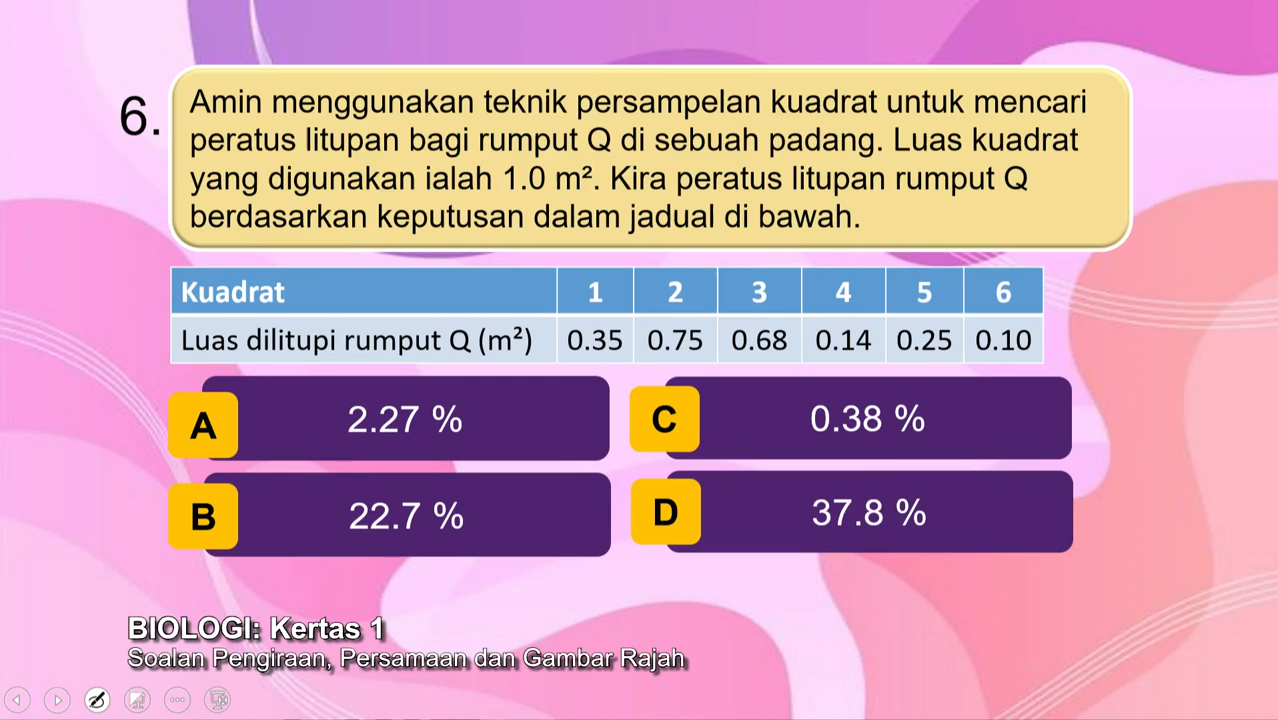 6.
Amin menggunakan teknik persampelan kuadrat untuk mencari
peratus litupan bagi rumput Q di sebuah padang. Luas kuadrat
yang digunakan ialah 1.0 m². Kira peratus litupan rumput Q
berdasarkan keputusan dalam jadual di bawah.
Kuadrat 1 2 3 4 5 6
Luas dilitupi rumput Q (m²) 0.35 0.75 0.68 0.14 0.25 0.10
A 2.27 %
C 0.38 %
B 22.7 %
D 37.8 %
BIOLOGI: Kertas 1
Soalan Pengiraan, Persamaan dan Gambar Rajah